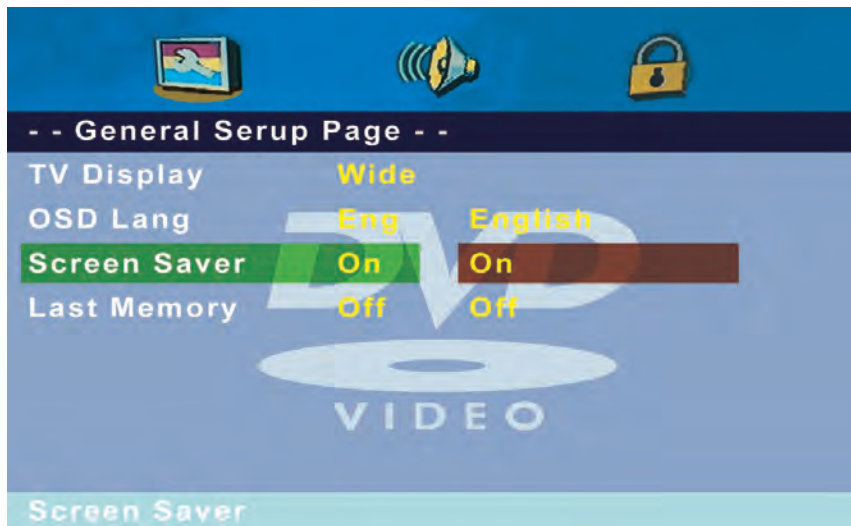 - - General Serup Page - -
TV Display Wide
OSD Lang Eng English
Screen Saver On On
Last Memory Off Off
DVD
VIDEO
Screen Saver